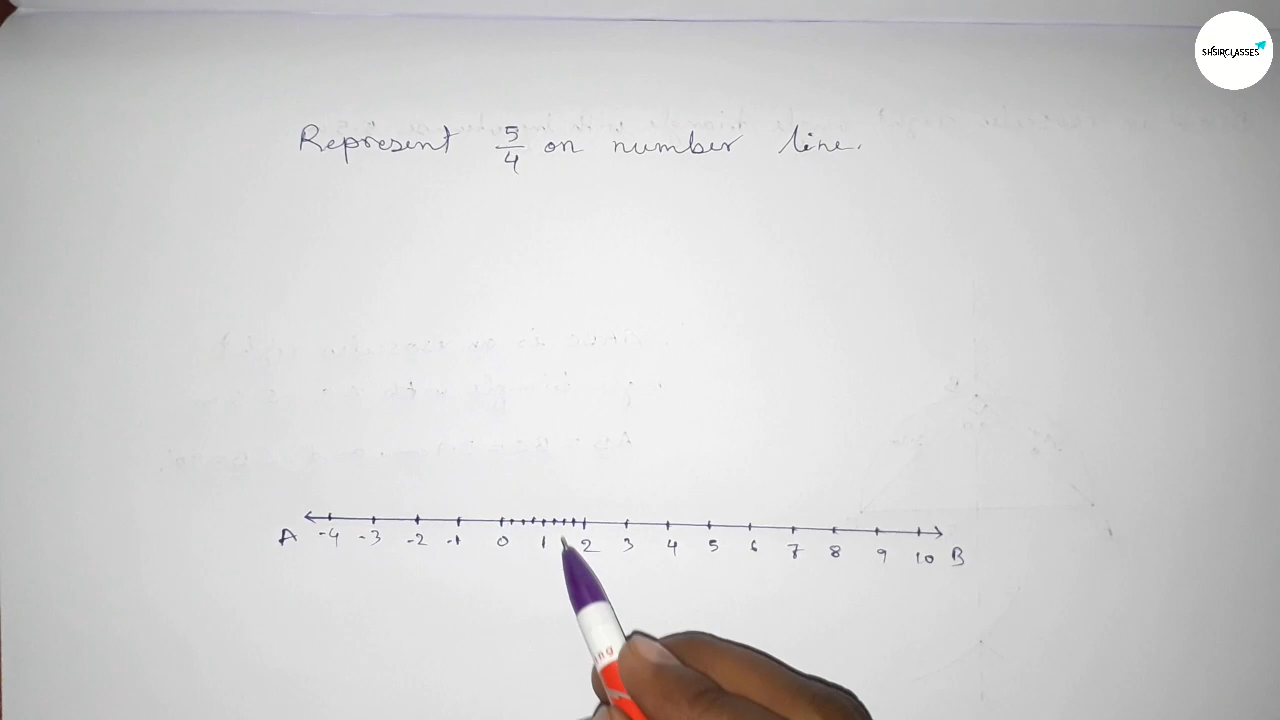 SHSIRCLASSES
Represent 5/4 on number line.
A -4 -3 -2 -1 0 1 2 3 4 5 6 7 8 9 10 B
ng